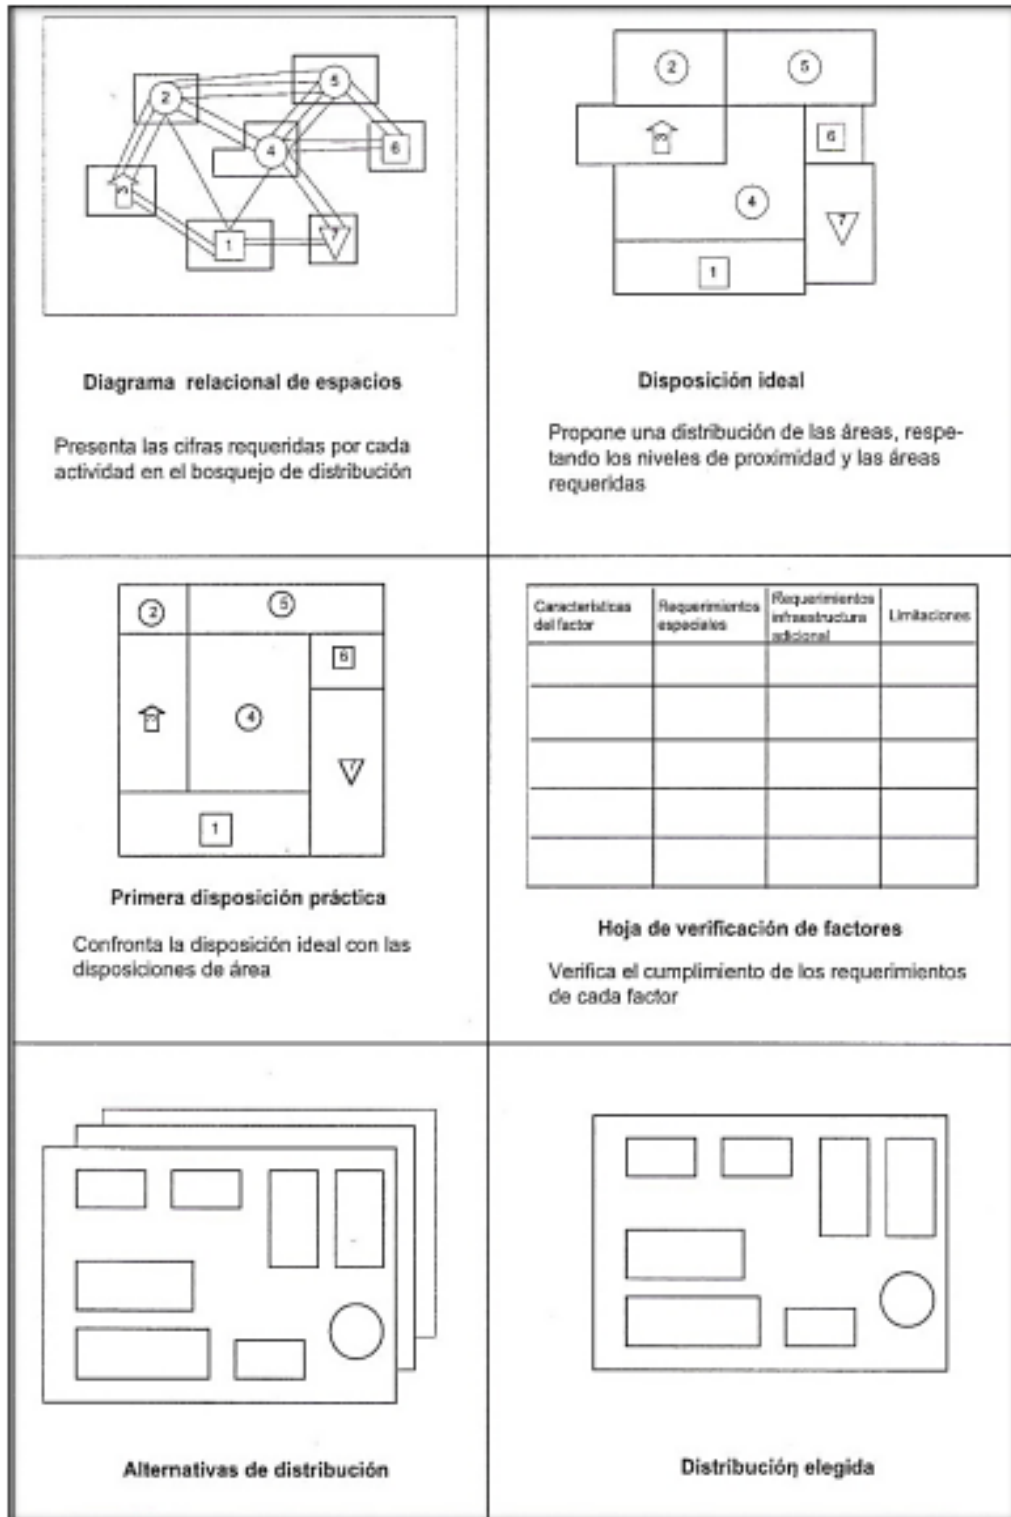 2
5
4
6
3
1
7
Diagrama relacional de espacios
Presenta las cifras requeridas por cada
actividad en el bosquejo de distribución
2
5
3
6
4
7
1
Disposición ideal
Propone una distribución de las áreas, respe-
tando los niveles de proximidad y las áreas
requeridas
2
5
6
3
4
7
1
Primera disposición práctica
Confronta la disposición ideal con las
disposiciones de área
Características
del factor
Requerimientos
especiales
Requerimientos
infraestructura
adicional
Limitaciones
Hoja de verificación de factores
Verifica el cumplimiento de los requerimientos
de cada factor
Alternativas de distribución
Distribución elegida